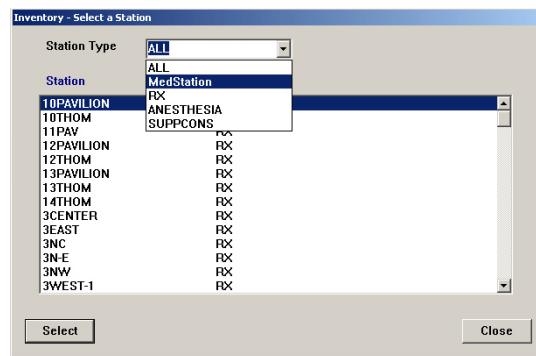 Inventory - Select a Station
Station Type ALL
ALL
Station MedStation
RX
ANESTHESIA
SUPPCONS
10PAVILION
10THOM
11PAV RX
12PAVILION RX
12THOM RX
13PAVILION RX
13THOM RX
14THOM RX
3CENTER RX
3EAST RX
3NC RX
3N-E RX
3NW RX
3WEST-1 RX
Select Close